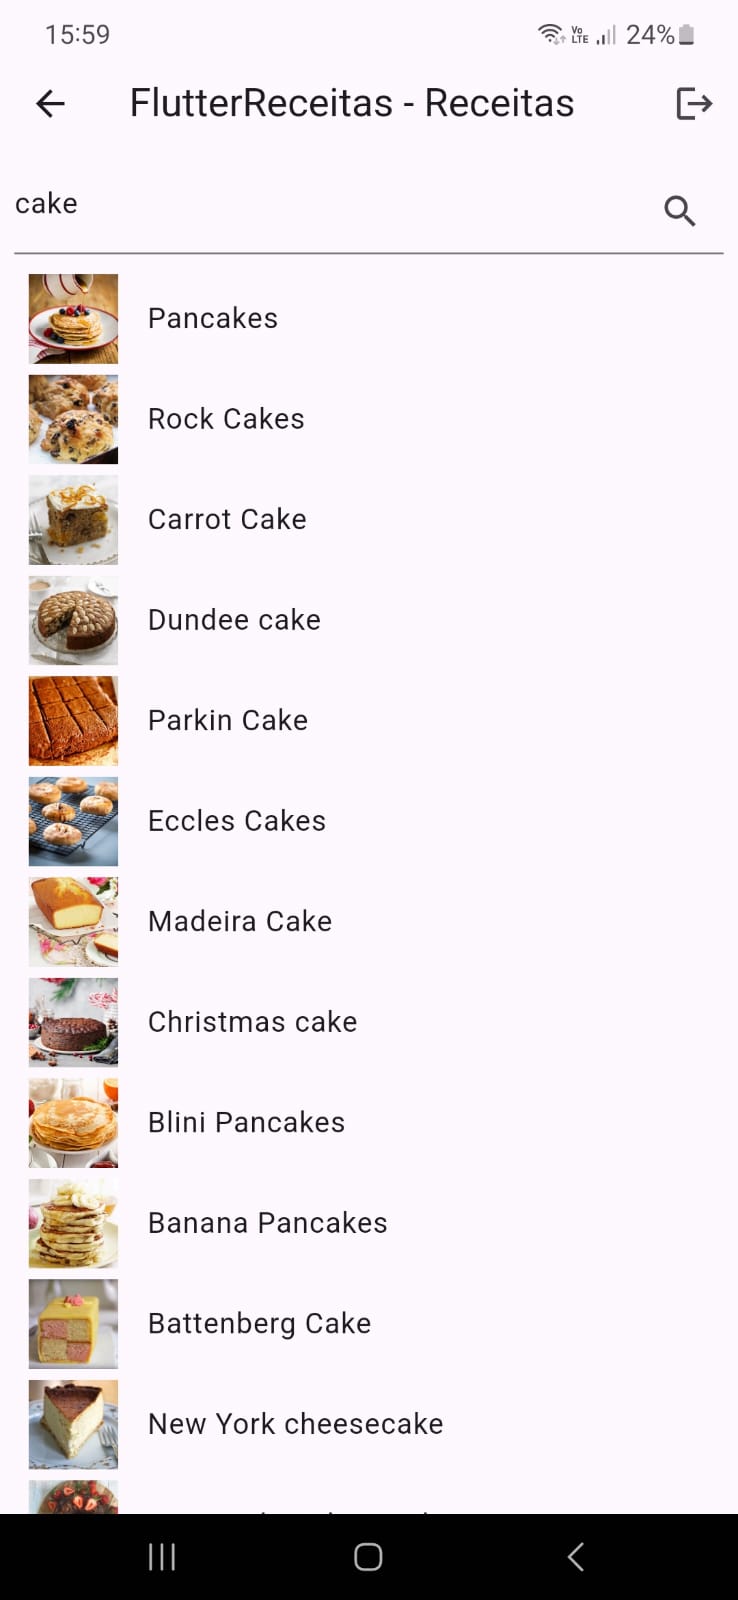 15:59 Vo LTE 24%
FlutterReceitas - Receitas
cake
Pancakes
Rock Cakes
Carrot Cake
Dundee cake
Parkin Cake
Eccles Cakes
Madeira Cake
Christmas cake
Blini Pancakes
Banana Pancakes
Battenberg Cake
New York cheesecake